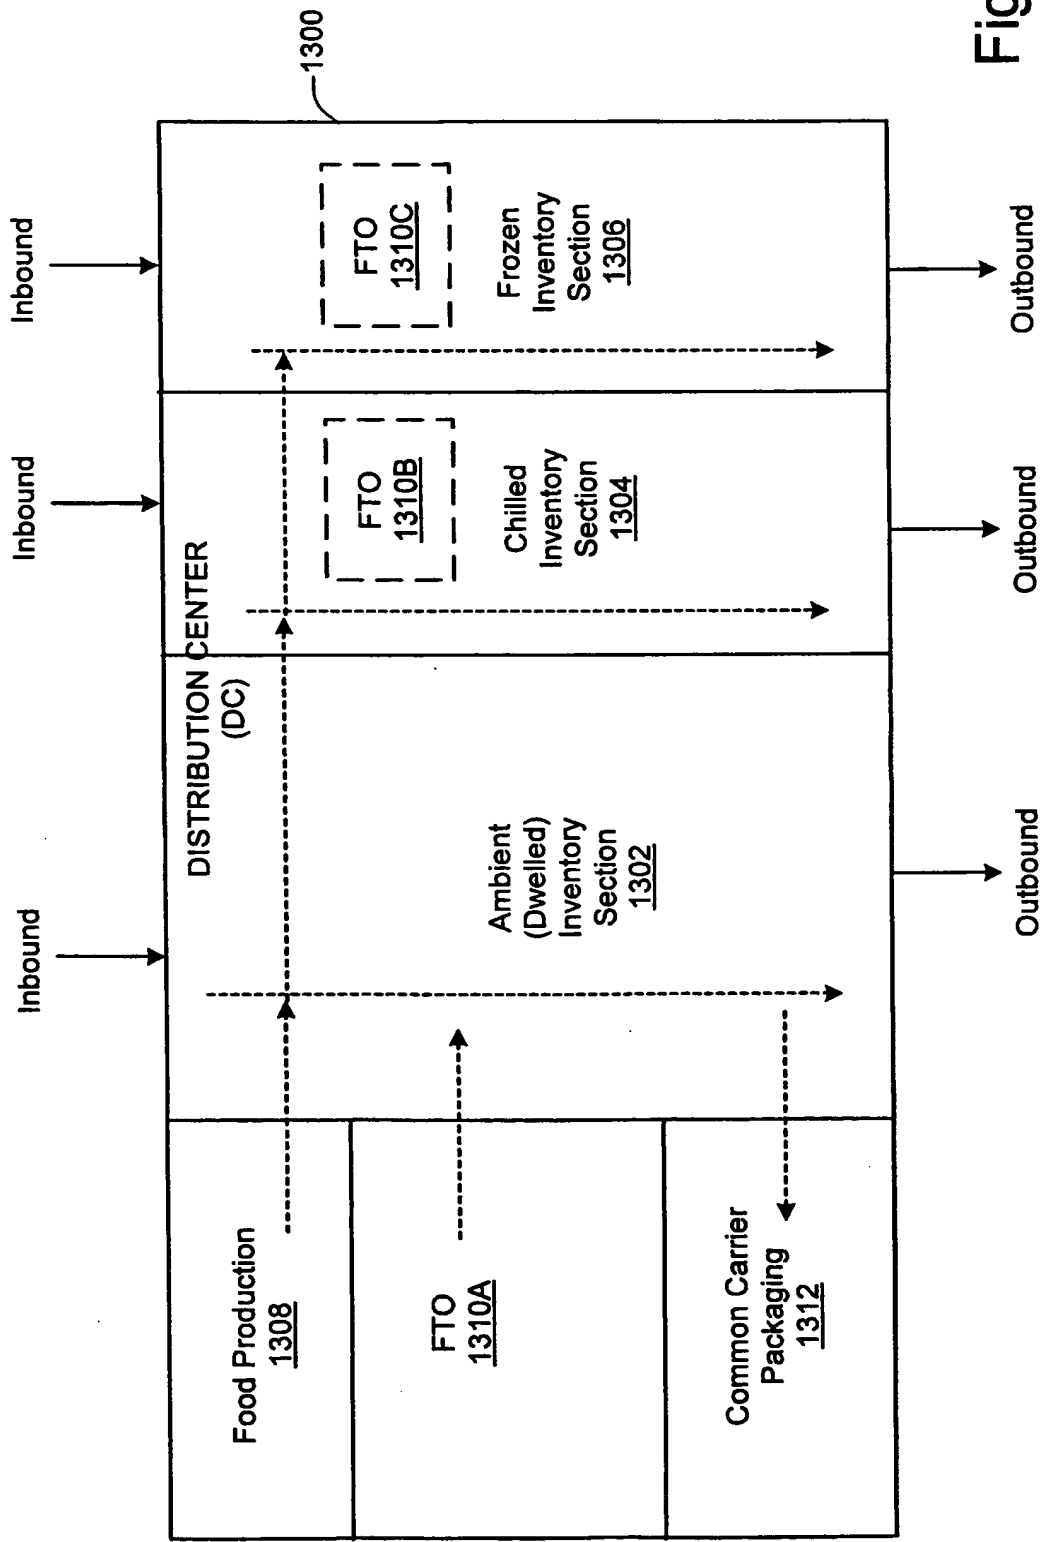 Inbound
Inbound
Inbound
1300
DISTRIBUTION CENTER
(DC)
Food Production
1308
FTO
1310A
Common Carrier
Packaging
1312
Ambient
(Dwelled)
Inventory
Section
1302
FTO
1310B
Chilled
Inventory
Section
1304
FTO
1310C
Frozen
Inventory
Section
1306
Outbound
Outbound
Outbound